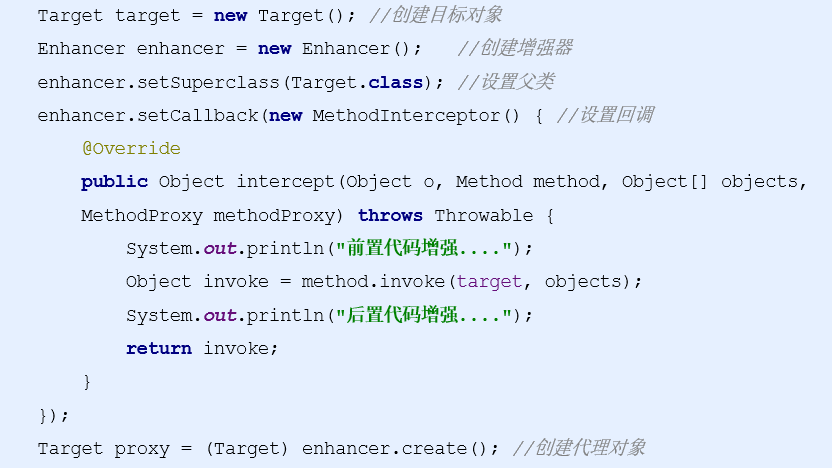 Target target = new Target(); //创建目标对象
Enhancer enhancer = new Enhancer();   //创建增强器
enhancer.setSuperclass(Target.class); //设置父类
enhancer.setCallback(new MethodInterceptor() { //设置回调
    @Override
    public Object intercept(Object o, Method method, Object[] objects,
    MethodProxy methodProxy) throws Throwable {
        System.out.println("前置代码增强....");
        Object invoke = method.invoke(target, objects);
        System.out.println("后置代码增强....");
        return invoke;
    }
});
Target proxy = (Target) enhancer.create(); //创建代理对象